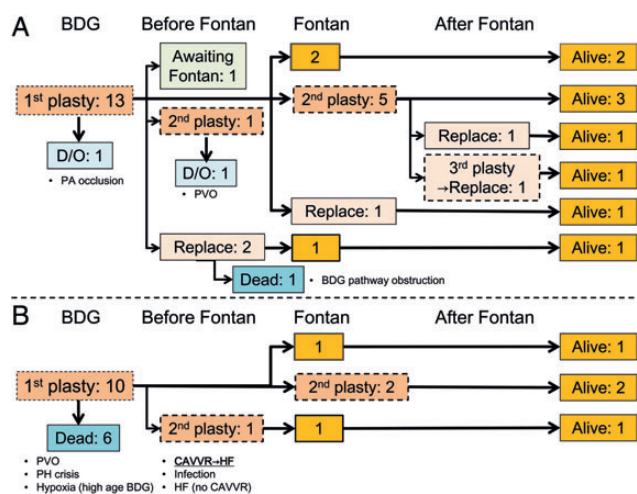 A
BDG
Before Fontan
Fontan
After Fontan
Awaiting
Fontan: 1
2
Alive: 2
1st plasty: 13
2nd plasty: 1
2nd plasty: 5
Alive: 3
D/O: 1
• PA occlusion
D/O: 1
• PVO
Replace: 1
Alive: 1
3rd plasty
→Replace: 1
Alive: 1
Replace: 1
Alive: 1
Replace: 2
1
Alive: 1
Dead: 1
• BDG pathway obstruction
B
BDG
Before Fontan
Fontan
After Fontan
1
Alive: 1
1st plasty: 10
2nd plasty: 2
Alive: 2
Dead: 6
2nd plasty: 1
1
Alive: 1
• PVO
• PH crisis
• Hypoxia (high age BDG)
• CAVVR→HF
• Infection
• HF (no CAVVR)